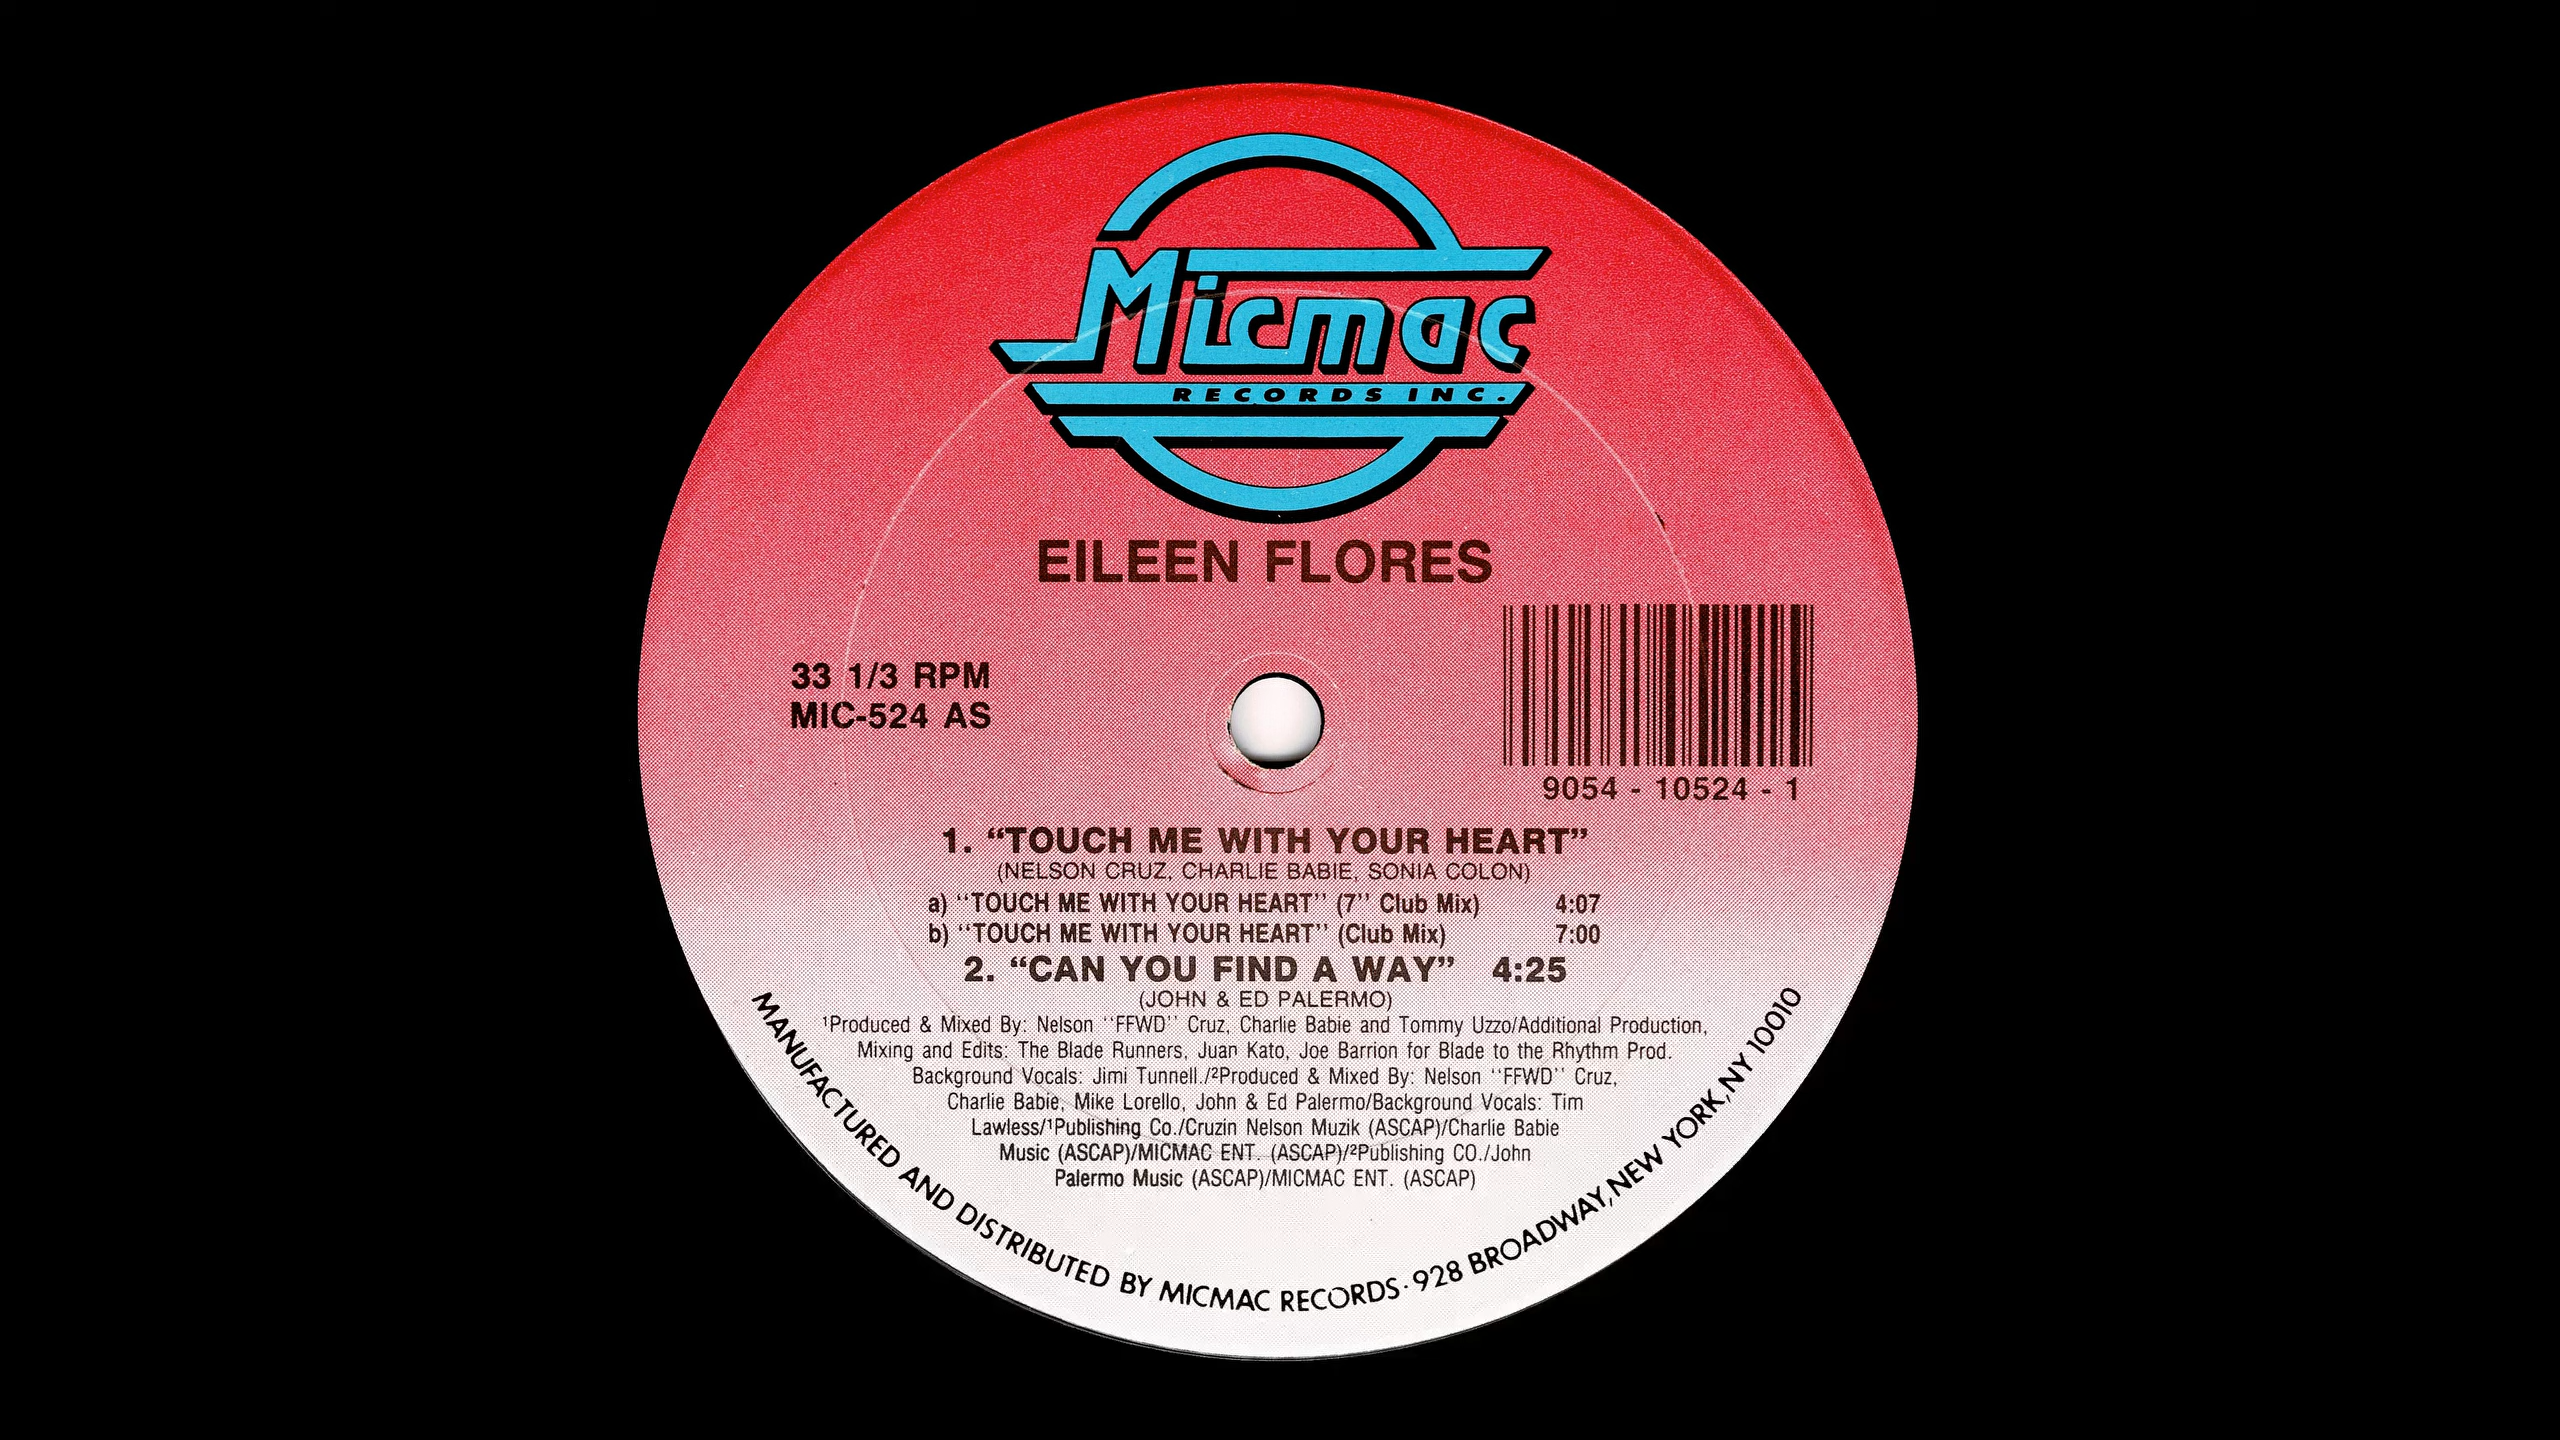 Micmac
RECORDS INC.
EILEEN FLORES
33 1/3 RPM
MIC-524 AS
9054 - 10524 - 1
1. “TOUCH ME WITH YOUR HEART”
(NELSON CRUZ, CHARLIE BABIE, SONIA COLON)
a) ‘‘TOUCH ME WITH YOUR HEART’’ (7’’ Club Mix) 4:07
b) ‘‘TOUCH ME WITH YOUR HEART’’ (Club Mix) 7:00
2. “CAN YOU FIND A WAY” 4:25
(JOHN & ED PALERMO)
¹Produced & Mixed By: Nelson ‘‘FFWD’’ Cruz, Charlie Babie and Tommy Uzzo/Additional Production,
Mixing and Edits: The Blade Runners, Juan Kato, Joe Barrion for Blade to the Rhythm Prod.
Background Vocals: Jimi Tunnell./²Produced & Mixed By: Nelson ‘‘FFWD’’ Cruz,
Charlie Babie, Mike Lorello, John & Ed Palermo/Background Vocals: Tim
Lawless/¹Publishing Co./Cruzin Nelson Muzik (ASCAP)/Charlie Babie
Music (ASCAP)/MICMAC ENT. (ASCAP)/²Publishing CO./John
Palermo Music (ASCAP)/MICMAC ENT. (ASCAP)
MANUFACTURED AND DISTRIBUTED BY MICMAC RECORDS · 928 BROADWAY, NEW YORK, NY 10010